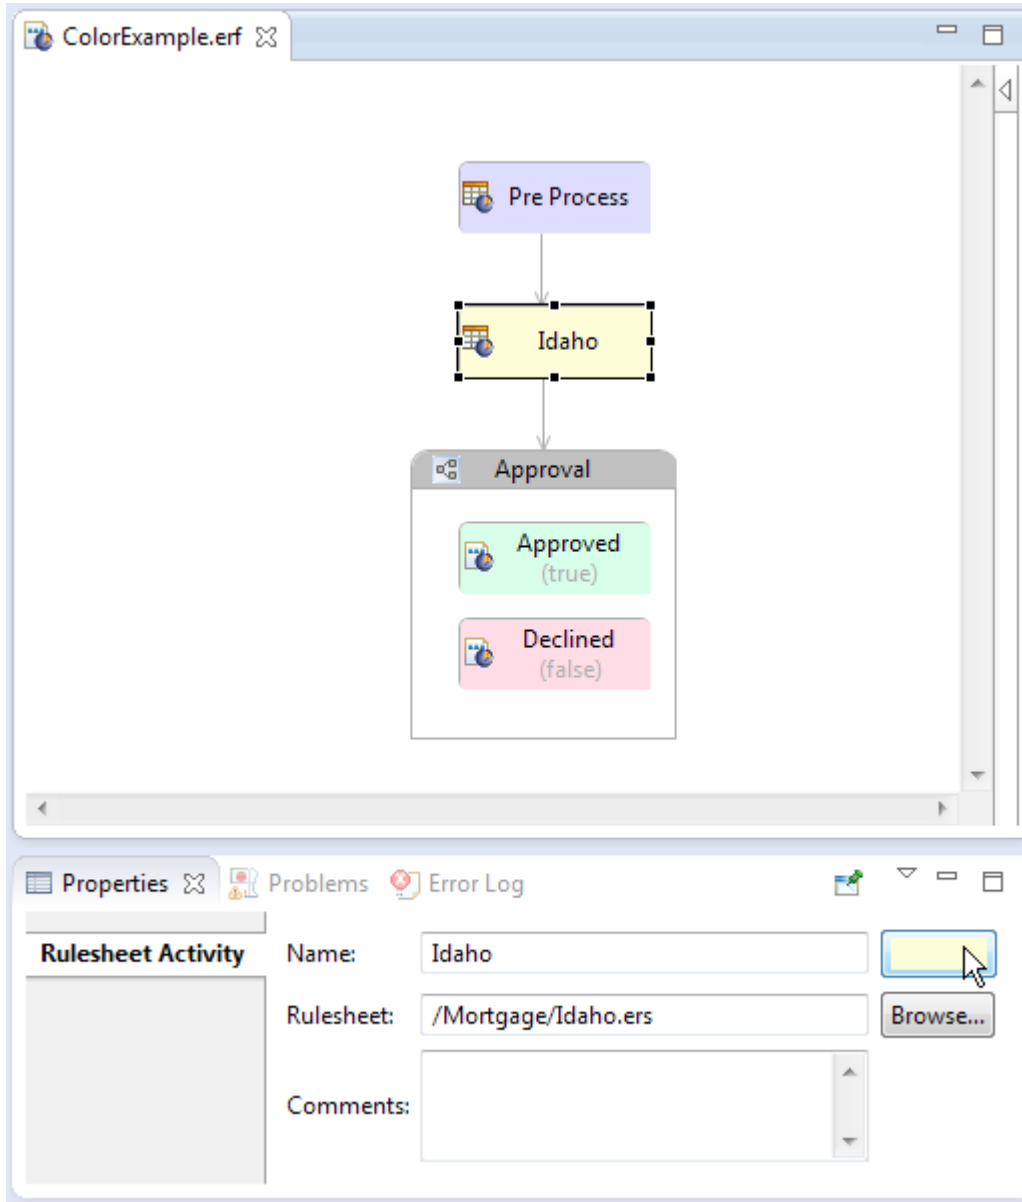 ColorExample.erf
Pre Process
Idaho
Approval
Approved
(true)
Declined
(false)
Properties Problems Error Log
Rulesheet Activity Name: Idaho
Rulesheet: /Mortgage/Idaho.ers Browse...
Comments: